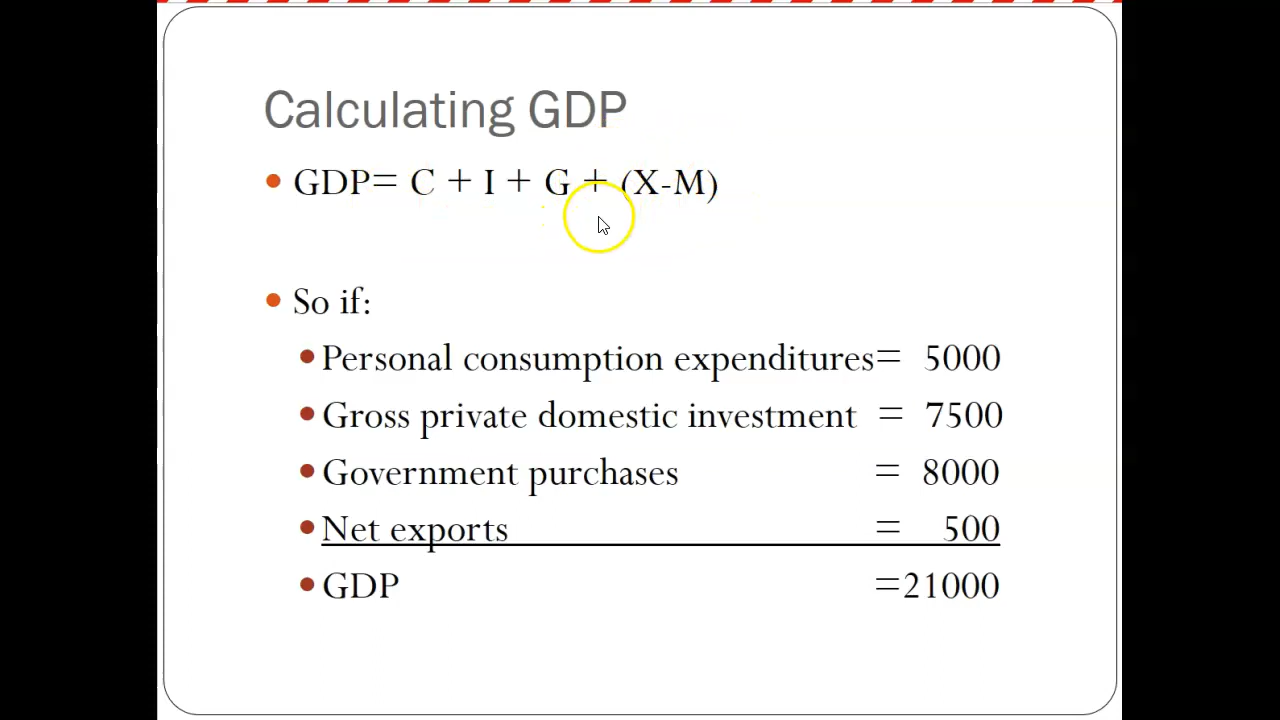 Calculating GDP
GDP= C + I + G + (X-M)
So if:
Personal consumption expenditures= 5000
Gross private domestic investment = 7500
Government purchases = 8000
Net exports = 500
GDP =21000